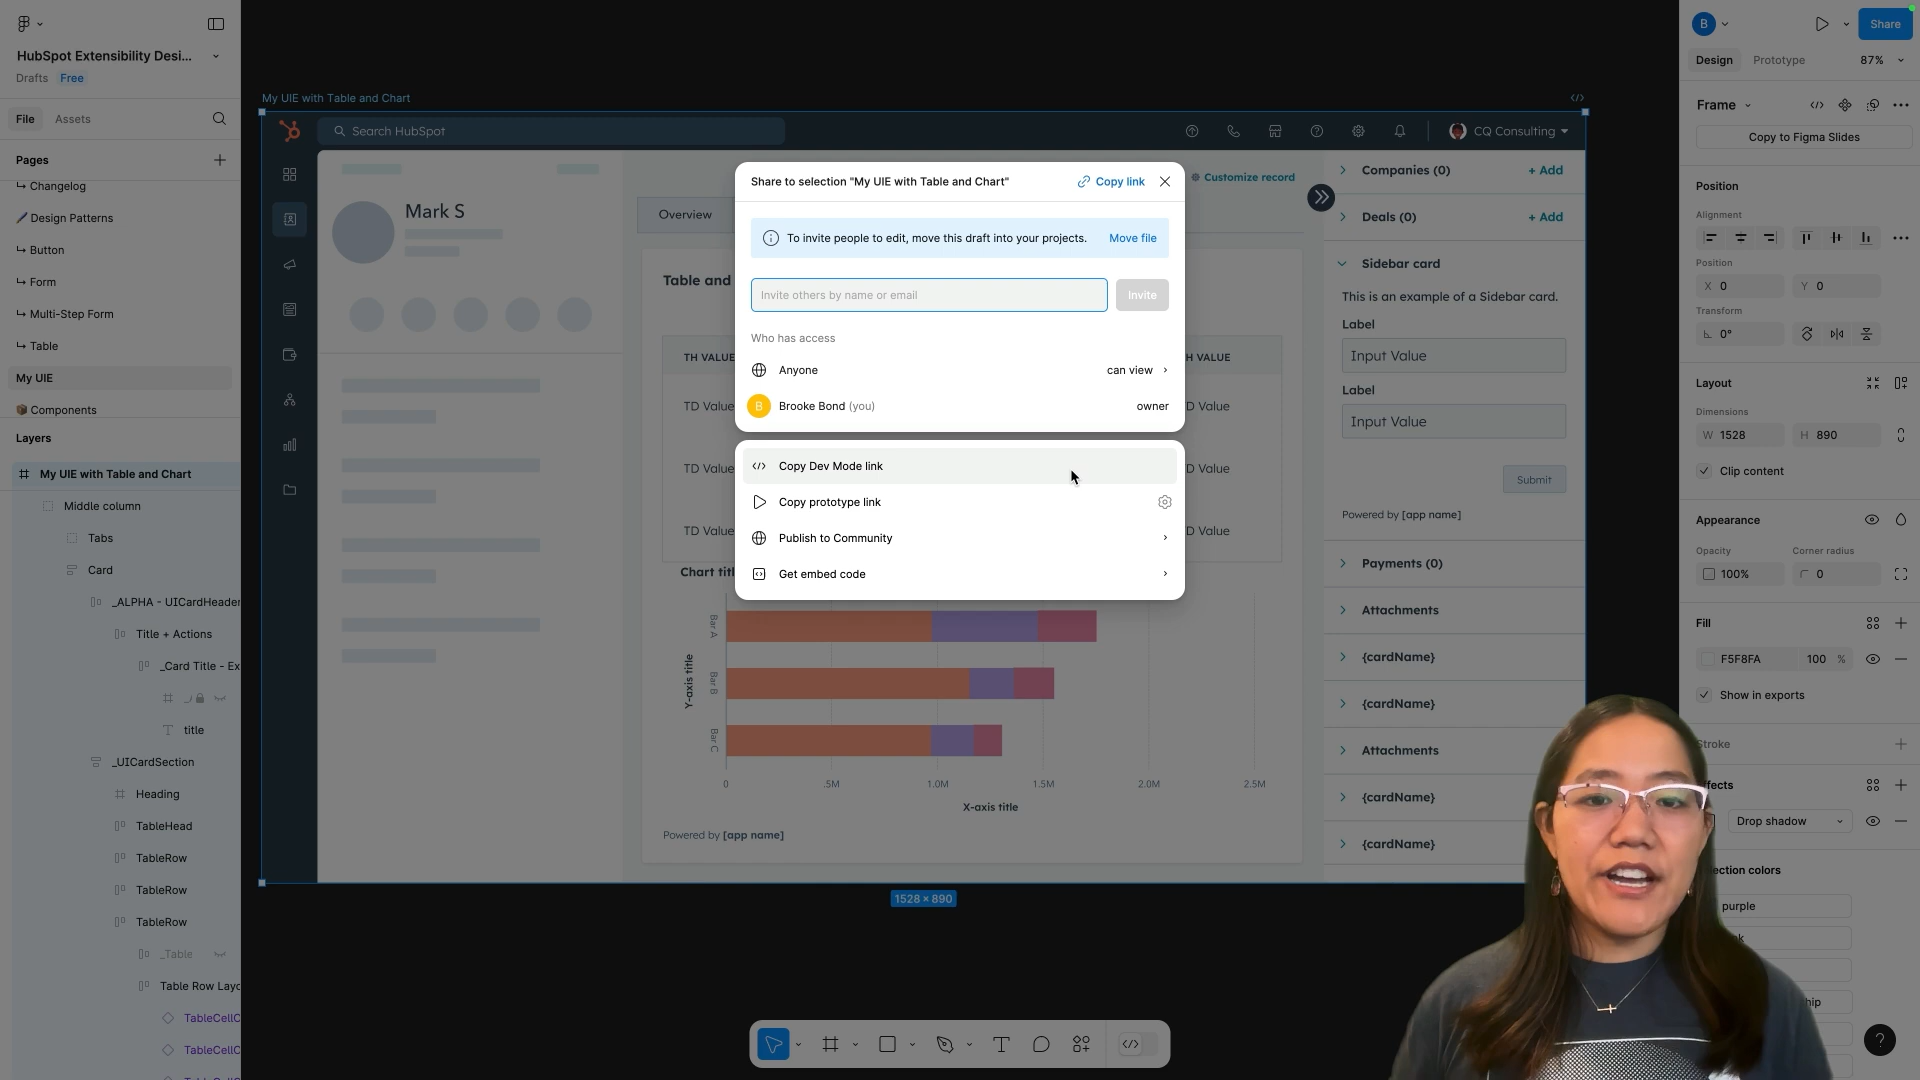 HubSpot Extensibility Desi...
Drafts
Free
File
Assets
Pages
↳ Changelog
Design Patterns
↳ Button
↳ Form
↳ Multi-Step Form
↳ Table
My UIE
Components
Layers
My UIE with Table and Chart
Middle column
Tabs
Card
_ALPHA - UICardHeader
Title + Actions
_Card Title - Ex
title
_UICardSection
Heading
TableHead
TableRow
TableRow
TableRow
_Table
Table Row Layo
TableCellC
TableCellC
My UIE with Table and Chart
Search HubSpot
CQ Consulting
Mark S
Overview
Customize record
Table and
TH VALUE
H VALUE
TD Value
D Value
TD Value
D Value
TD Value
D Value
Chart titl
Y-axis title
Bar A
Bar B
Bar C
0
.5M
1.0M
1.5M
2.0M
2.5M
X-axis title
Powered by [app name]
1528 × 890
Share to selection "My UIE with Table and Chart"
Copy link
To invite people to edit, move this draft into your projects.
Move file
Invite others by name or email
Invite
Who has access
Anyone
can view
B
Brooke Bond (you)
owner
Copy Dev Mode link
Copy prototype link
Publish to Community
Get embed code
Companies (0)
+ Add
Deals (0)
+ Add
Sidebar card
This is an example of a Sidebar card.
Label
Input Value
Label
Input Value
Submit
Powered by [app name]
Payments (0)
Attachments
{cardName}
{cardName}
Attachments
{cardName}
{cardName}
B
Share
Design
Prototype
87%
Frame
Copy to Figma Slides
Position
Alignment
Position
X 0
Y 0
Transform
0°
Layout
Dimensions
W 1528
H 890
Clip content
Appearance
Opacity
Corner radius
100%
0
Fill
F5F8FA
100 %
Show in exports
Stroke
ffects
Drop shadow
ection colors
purple
hip
?